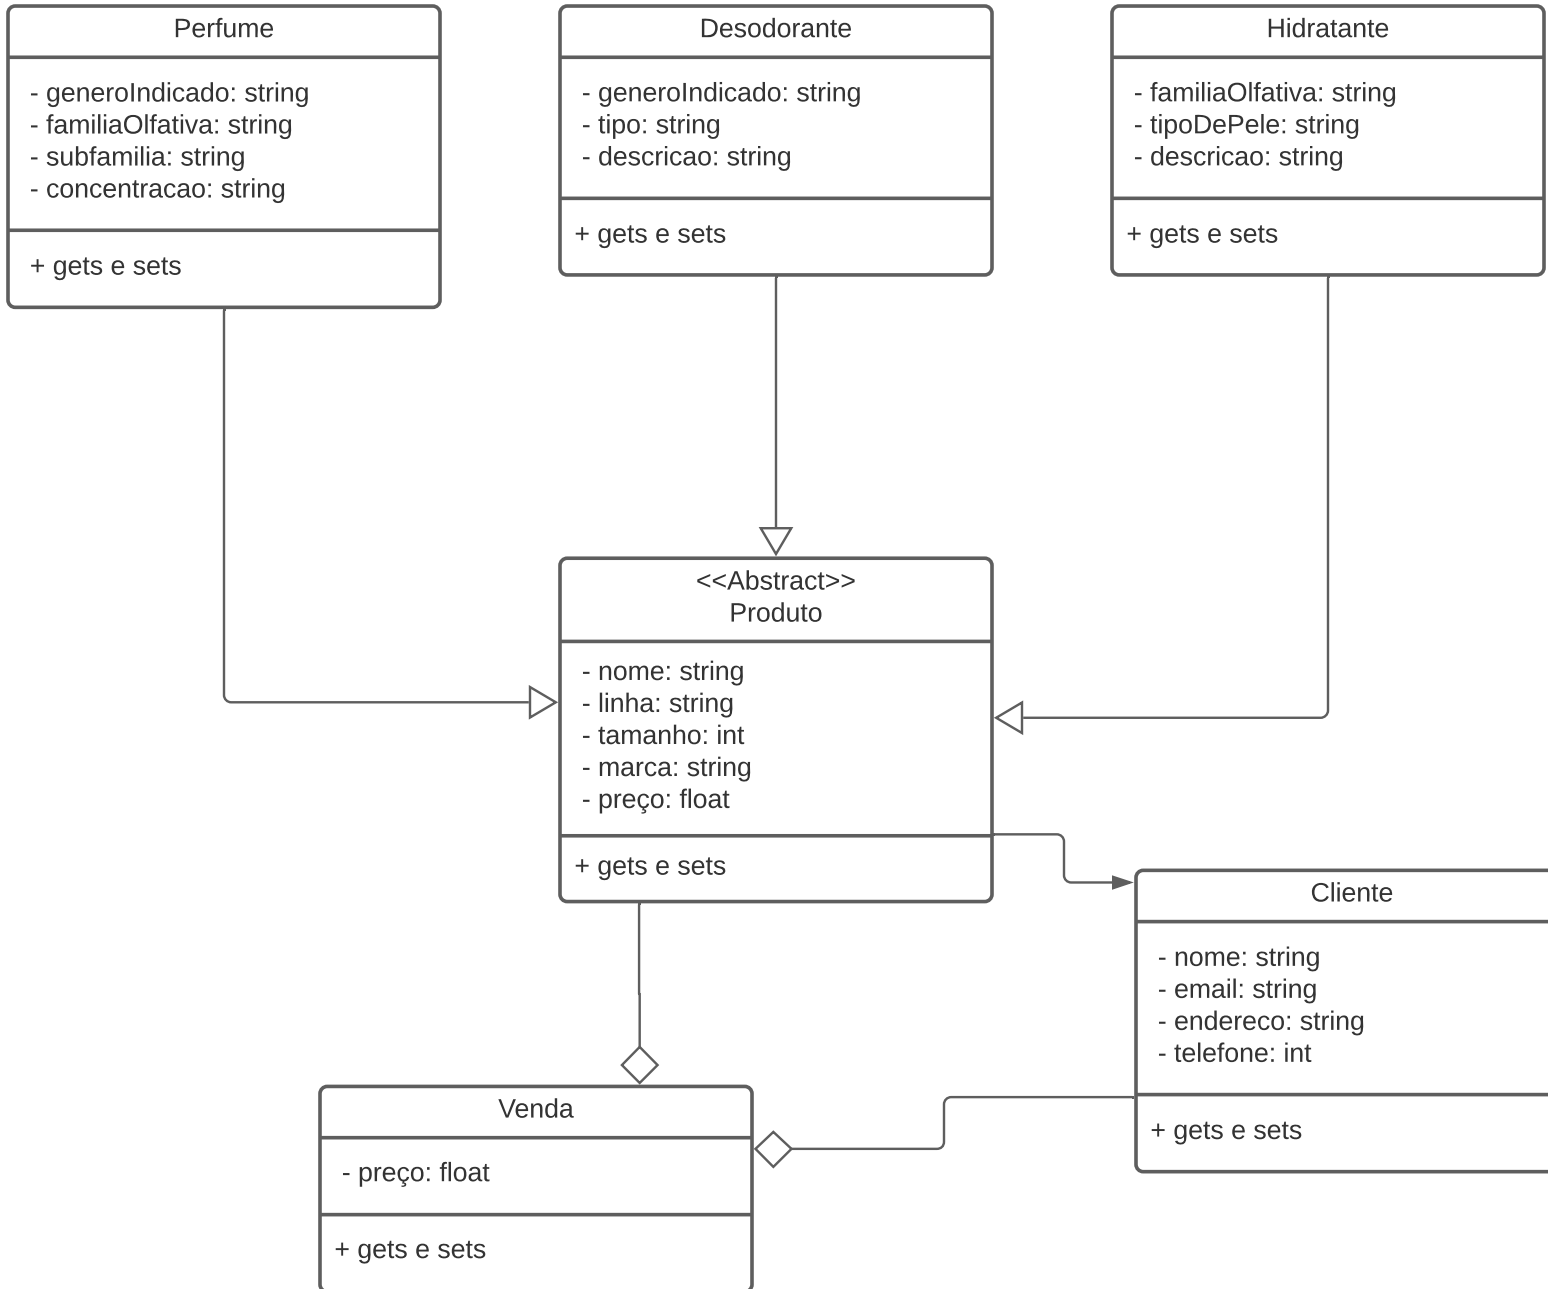 Perfume
- generoIndicado: string
- familiaOlfativa: string
- subfamilia: string
- concentracao: string
+ gets e sets
Desodorante
- generoIndicado: string
- tipo: string
- descricao: string
+ gets e sets
Hidratante
- familiaOlfativa: string
- tipoDePele: string
- descricao: string
+ gets e sets
<<Abstract>>
Produto
- nome: string
- linha: string
- tamanho: int
- marca: string
- preço: float
+ gets e sets
Cliente
- nome: string
- email: string
- endereco: string
- telefone: int
+ gets e sets
Venda
- preço: float
+ gets e sets